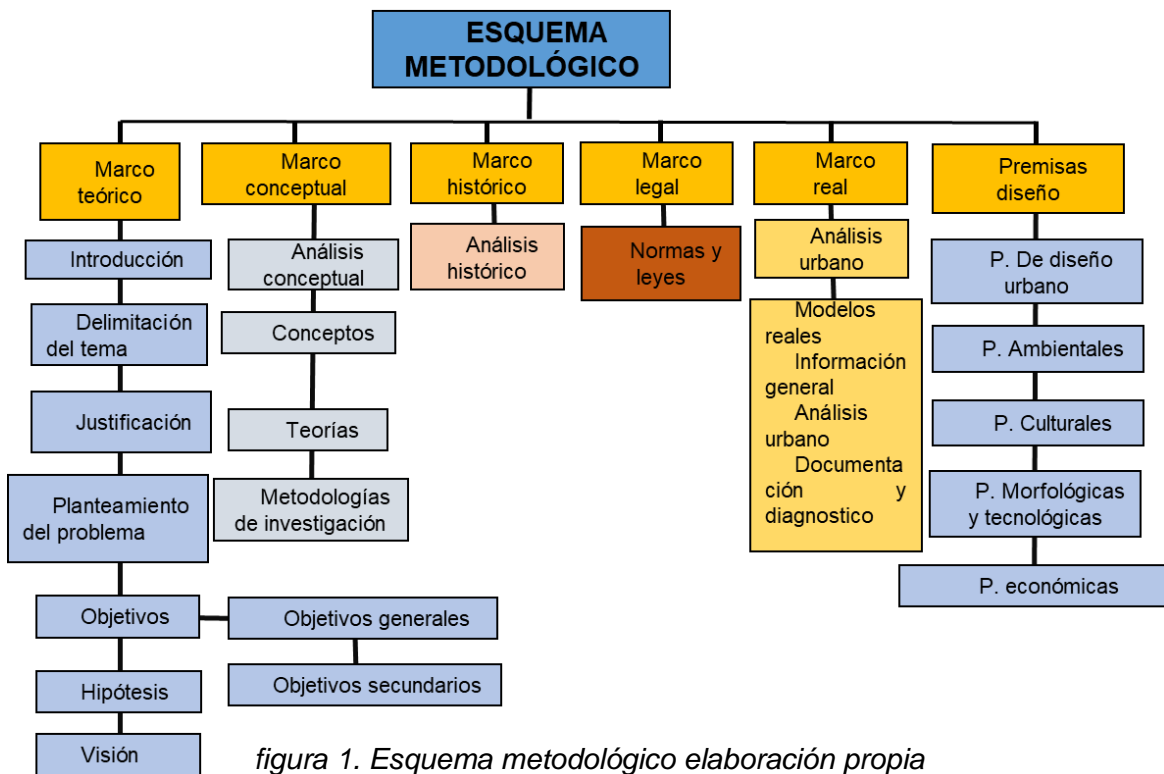 ESQUEMA
METODOLÓGICO
Marco
teórico
Marco
conceptual
Marco
histórico
Marco
legal
Marco
real
Premisas
diseño
Introducción
Delimitación
del tema
Justificación
Planteamiento
del problema
Objetivos
Objetivos generales
Objetivos secundarios
Hipótesis
Visión
Análisis
conceptual
Conceptos
Teorías
Metodologías
de investigación
Análisis
histórico
Normas y
leyes
Análisis
urbano
Modelos
reales
Información
general
Análisis
urbano
Documenta
ción y
diagnostico
P. De diseño
urbano
P. Ambientales
P. Culturales
P. Morfológicas
y tecnológicas
P. económicas
figura 1. Esquema metodológico elaboración propia